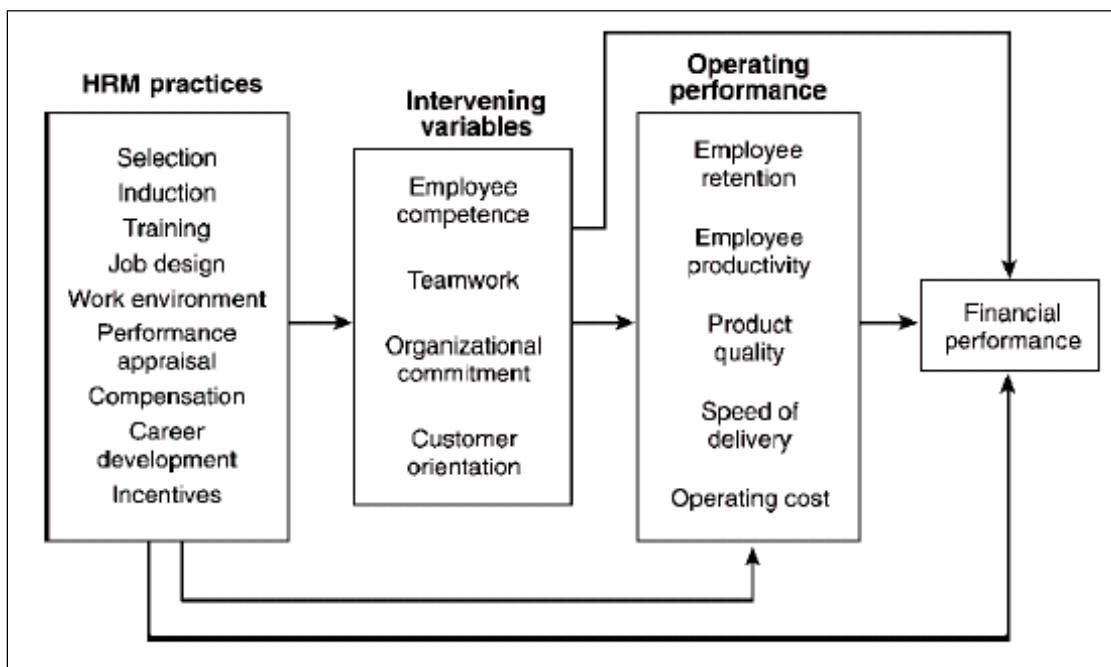 HRM practices
Selection
Induction
Training
Job design
Work environment
Performance
appraisal
Compensation
Career
development
Incentives
Intervening
variables
Employee
competence
Teamwork
Organizational
commitment
Customer
orientation
Operating
performance
Employee
retention
Employee
productivity
Product
quality
Speed of
delivery
Operating cost
Financial
performance